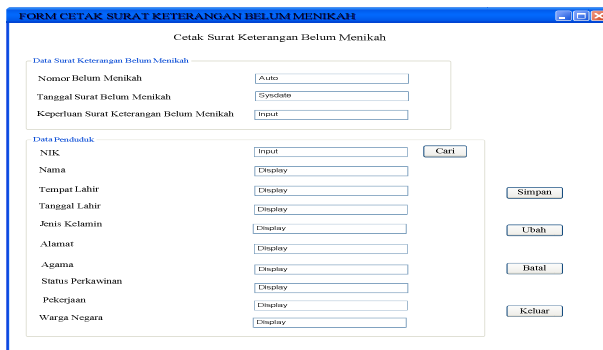 FORM CETAK SURAT KETERANGAN BELUM MENIKAH
Cetak Surat Keterangan Belum Menikah
Data Surat Keterangan Belum Menikah
Nomor Belum Menikah Auto
Tanggal Surat Belum Menikah Sysdate
Keperluan Surat Keterangan Belum Menikah Input
Data Penduduk
NIK Input Cari
Nama Display
Tempat Lahir Display Simpan
Tanggal Lahir Display
Jenis Kelamin Display Ubah
Alamat Display
Agama Display Batal
Status Perkawinan Display
Pekerjaan Display Keluar
Warga Negara Display